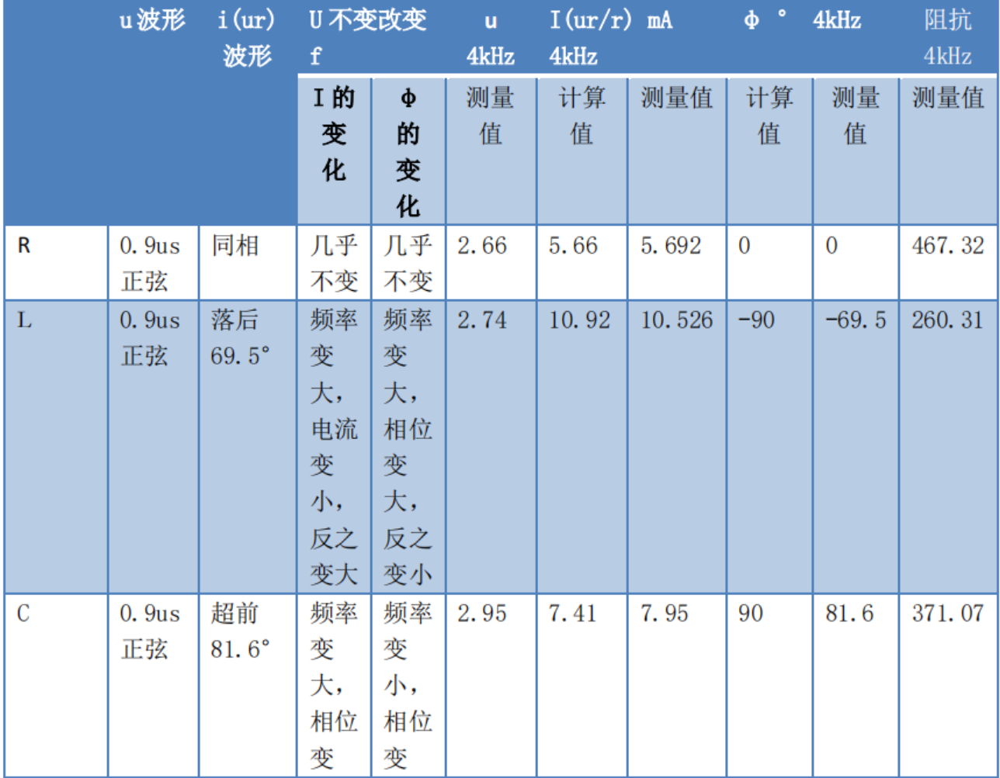 u波形 i(ur) U不变改变 u I(ur/r) mA Φ ° 4kHz 阻抗
波形 f 4kHz 4kHz 4kHz
I的 Φ 测量 计算 测量值 计算 测量 测量值
变 的 值 值 值 值
化 变
化
R 0.9us 同相 几乎 几乎 2.66 5.66 5.692 0 0 467.32
正弦 不变 不变
L 0.9us 落后 频率 频率 2.74 10.92 10.526 -90 -69.5 260.31
正弦 69.5° 变 变
大， 大，
电流 相位
变 变
小， 大，
反之 反之
变大 变小
C 0.9us 超前 频率 频率 2.95 7.41 7.95 90 81.6 371.07
正弦 81.6° 变 变
大， 小，
相位 相位
变 变